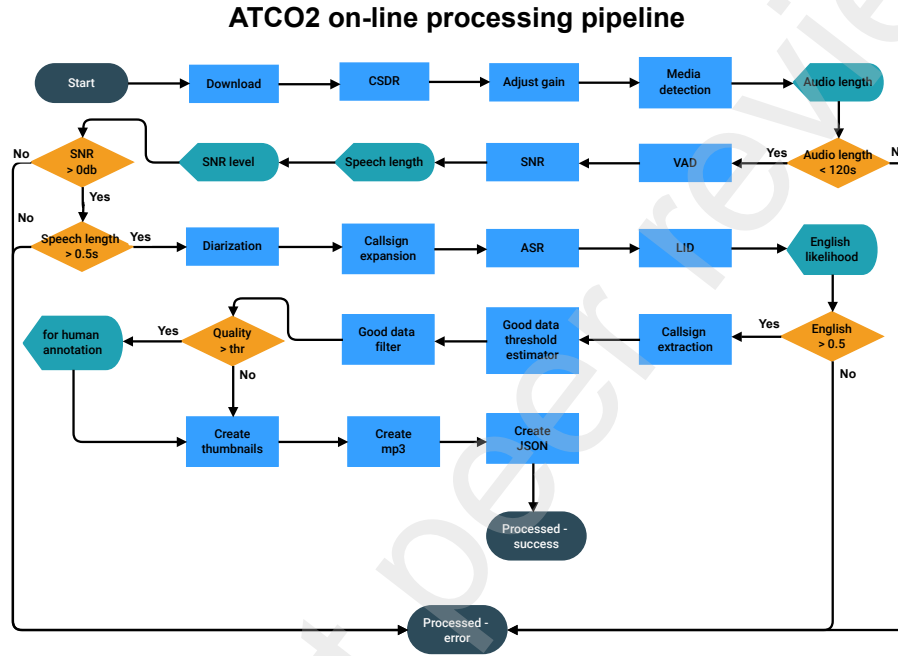 ATCO2 on-line processing pipeline
Start
Download
CSDR
Adjust gain
Media
detection
Audio length
No
SNR
> 0db
SNR level
Speech length
SNR
VAD
Yes
Audio length
< 120s
N
Yes
No
Speech length
> 0.5s
Yes
Diarization
Callsign
expansion
ASR
LID
English
likelihood
for human
annotation
Yes
Quality
> thr
Good data
filter
Good data
threshold
estimator
Callsign
extraction
Yes
English
> 0.5
No
No
Create
thumbnails
Create
mp3
Create
JSON
Processed -
success
Processed -
error
t peer revie